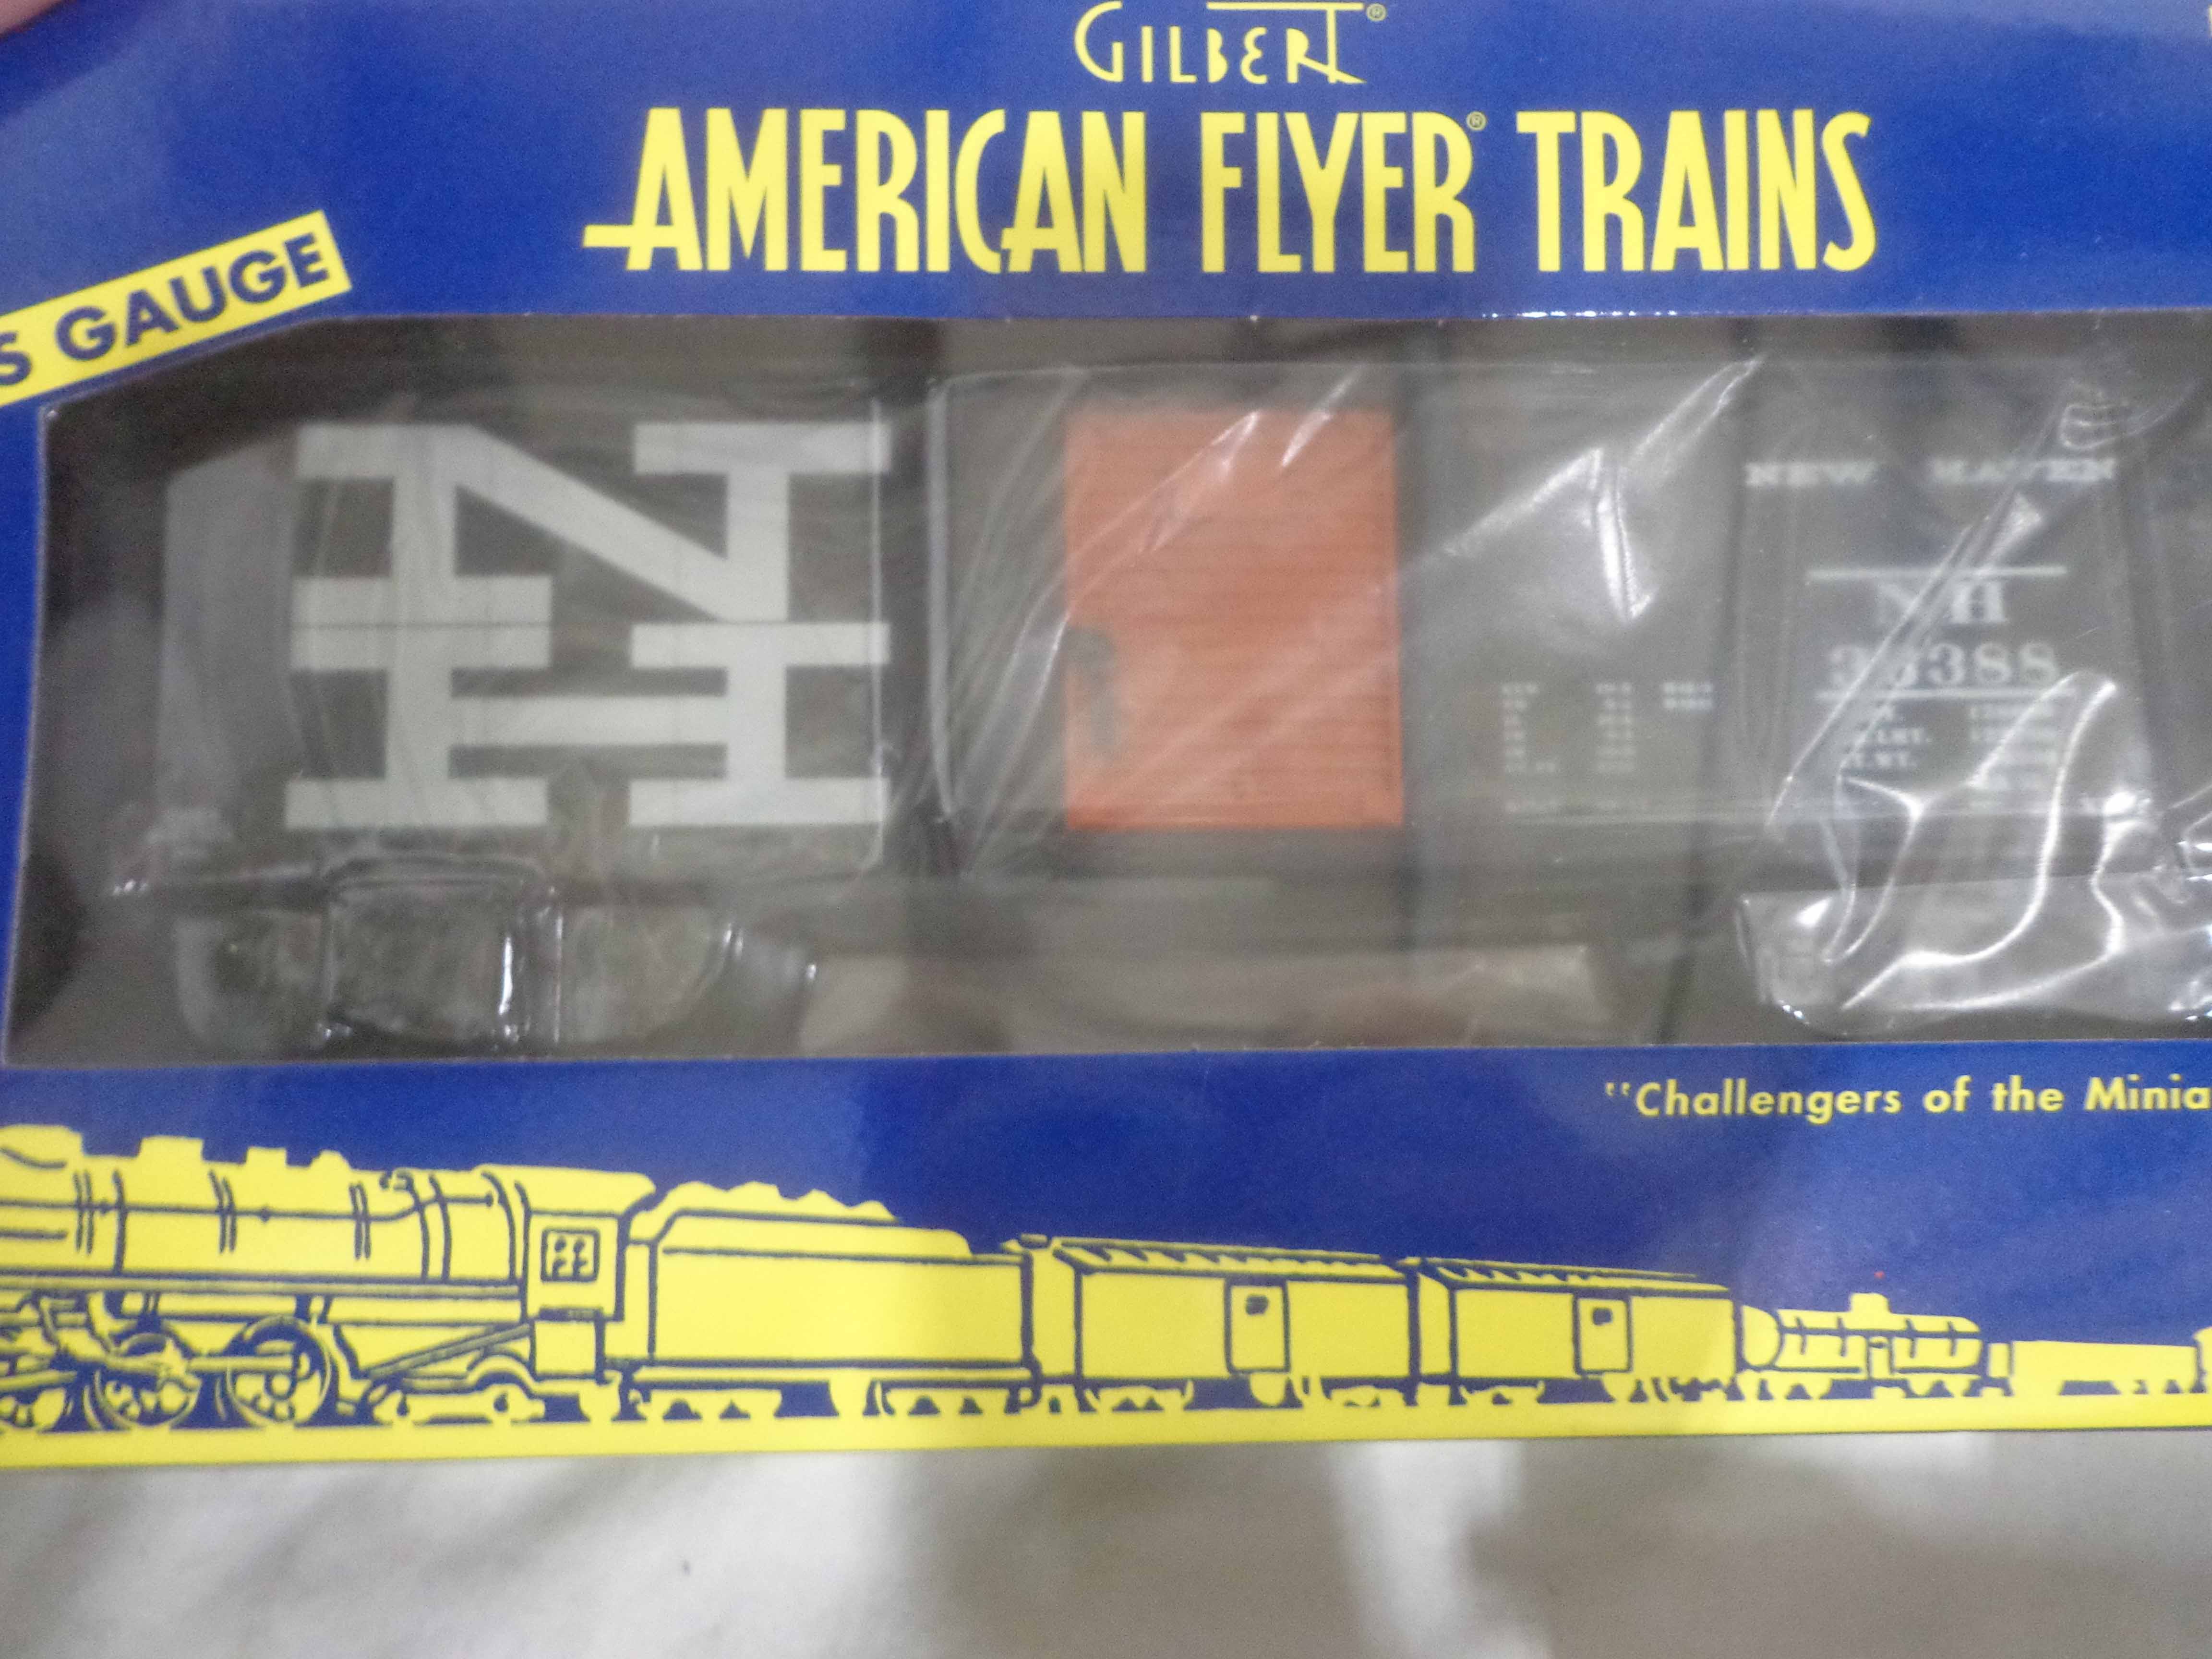 GILBERT®
AMERICAN FLYER® TRAINS
S GAUGE
N
H
NEW HAVEN
NH
"Challengers of the Minia